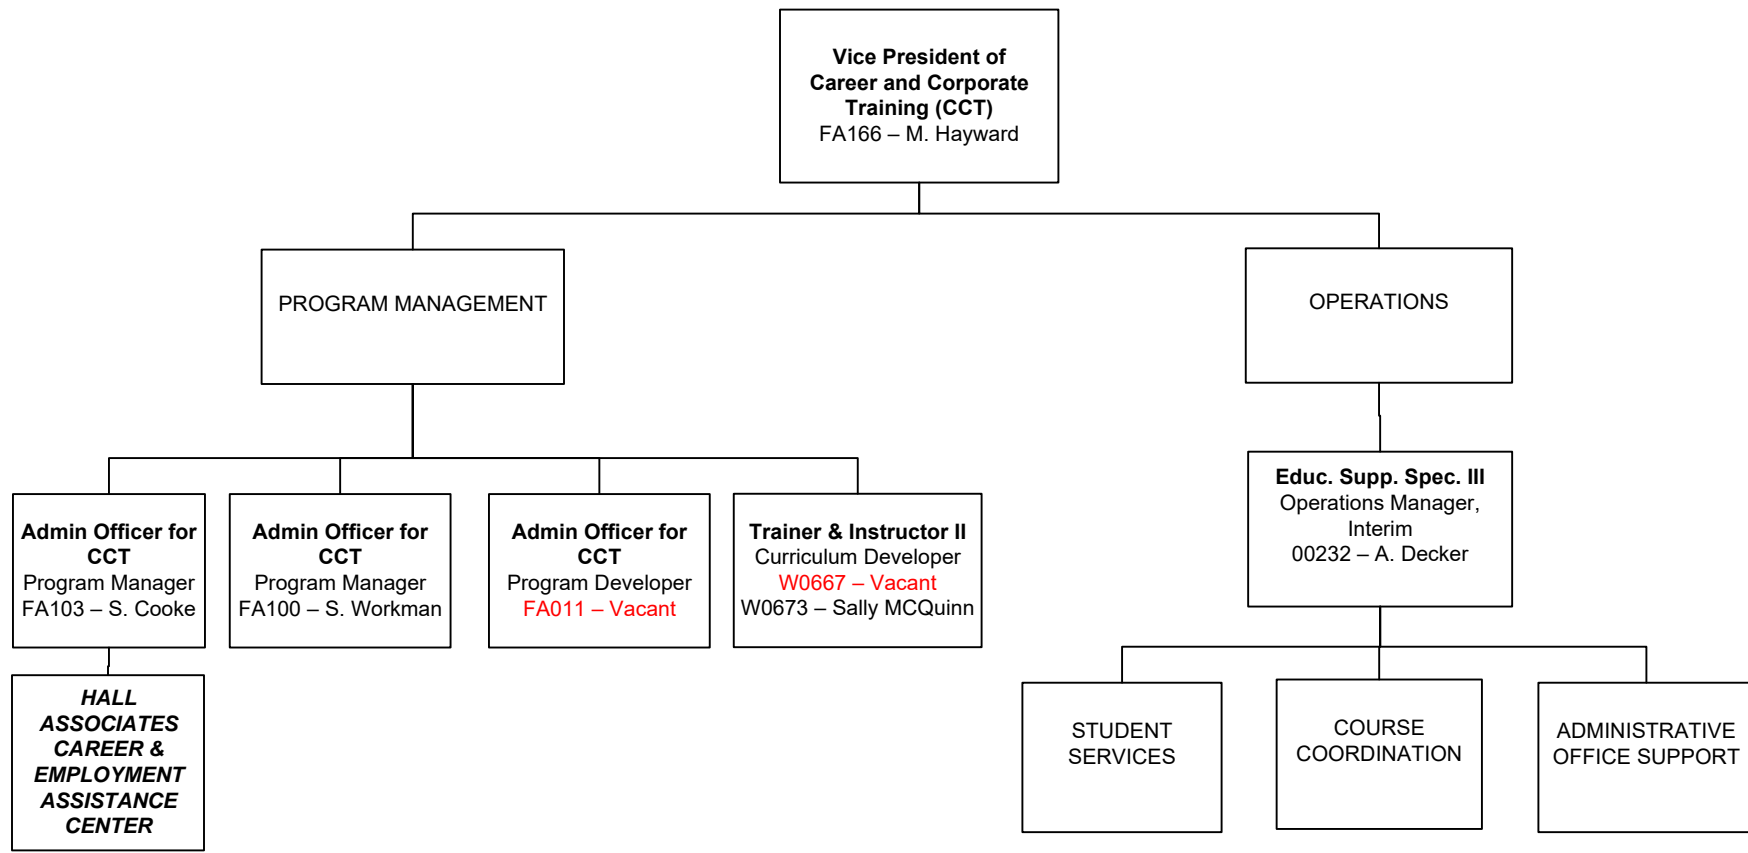 Vice President of
Career and Corporate
Training (CCT)
FA166 – M. Hayward
PROGRAM MANAGEMENT
OPERATIONS
Admin Officer for
CCT
Program Manager
FA103 – S. Cooke
Admin Officer for
CCT
Program Manager
FA100 – S. Workman
Admin Officer for
CCT
Program Developer
FA011 – Vacant
Trainer & Instructor II
Curriculum Developer
W0667 – Vacant
W0673 – Sally MCQuinn
Educ. Supp. Spec. III
Operations Manager,
Interim
00232 – A. Decker
HALL
ASSOCIATES
CAREER &
EMPLOYMENT
ASSISTANCE
CENTER
STUDENT
SERVICES
COURSE
COORDINATION
ADMINISTRATIVE
OFFICE SUPPORT